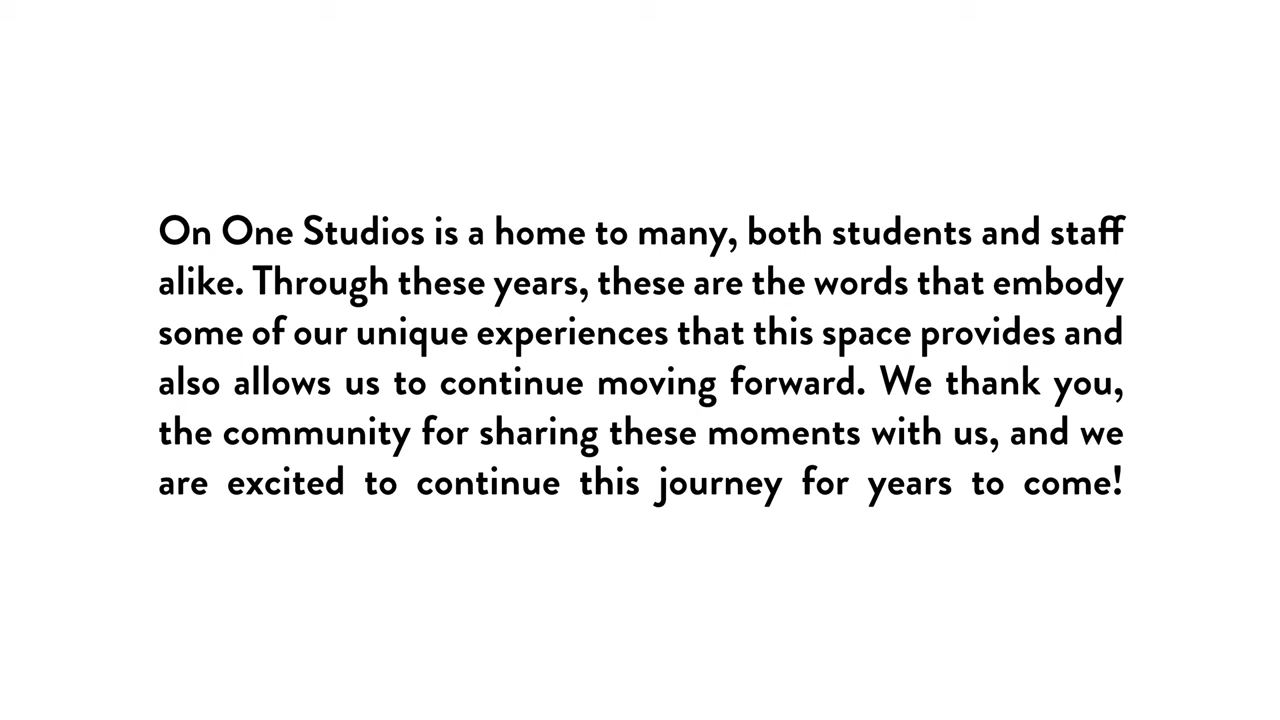 On One Studios is a home to many, both students and staff
alike. Through these years, these are the words that embody
some of our unique experiences that this space provides and
also allows us to continue moving forward. We thank you,
the community for sharing these moments with us, and we
are excited to continue this journey for years to come!